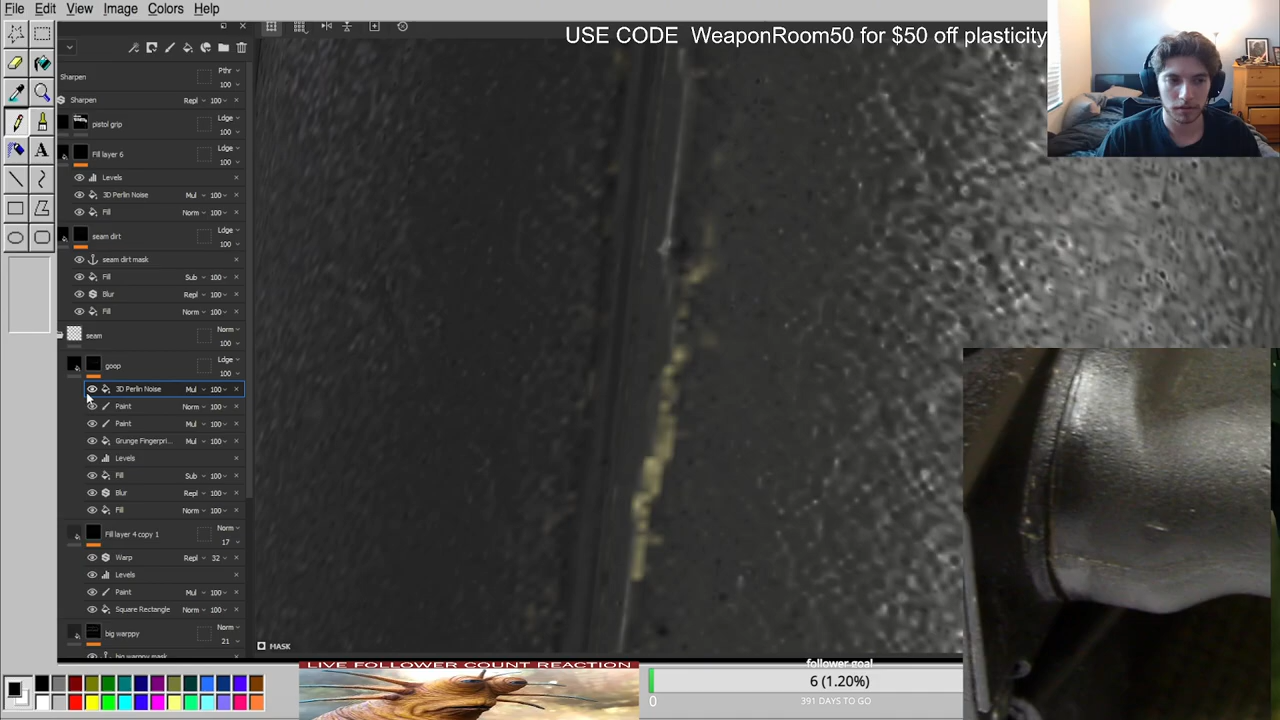 File Edit View Image Colors Help
USE CODE WeaponRoom50 for $50 off plasticity
Sharpen Pthr 100
Sharpen Repl 100
pistol grip Ldge 100
Fill layer 6 Ldge 100
Levels
3D Perlin Noise Mul 100
Fill Norm 100
seam dirt Ldge 100
seam dirt mask
Fill Sub 100
Blur Repl 100
Fill Norm 100
seam Norm 100
goop Ldge 100
3D Perlin Noise Mul 100
Paint Norm 100
Paint Mul 100
Grunge Fingerpri... Mul 100
Levels
Fill Sub 100
Blur Repl 100
Fill Norm 100
Fill layer 4 copy 1 Norm 17
Warp Repl 32
Levels
Paint Mul 100
Square Rectangle Norm 100
big warppy Norm 21
big warppy mask
MASK
LIVE FOLLOWER COUNT REACTION
follower goal
6 (1.20%)
0
391 DAYS TO GO